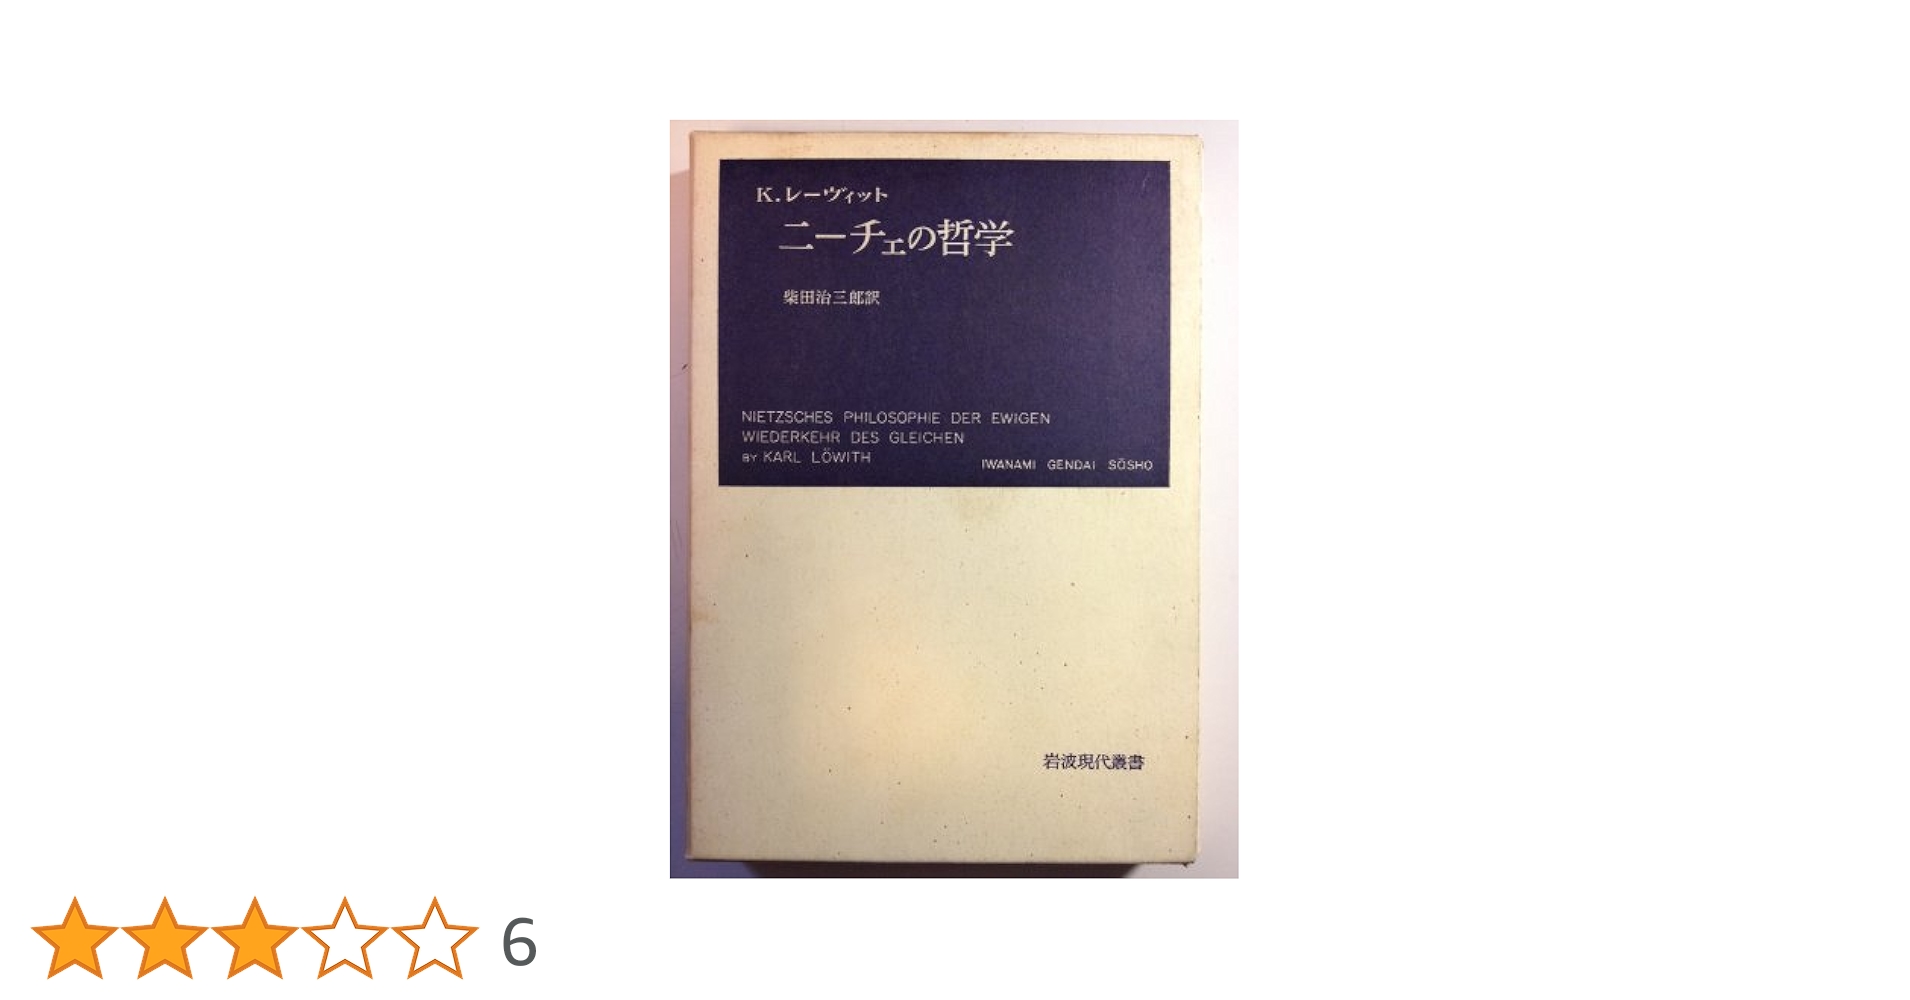 K.レーヴィット
ニーチェの哲学
柴田治三郎訳
NIETZSCHES PHILOSOPHIE DER EWIGEN
WIEDERKEHR DES GLEICHEN
BY KARL LÖWITH
IWANAMI GENDAI SŌSHO
岩波現代叢書
6